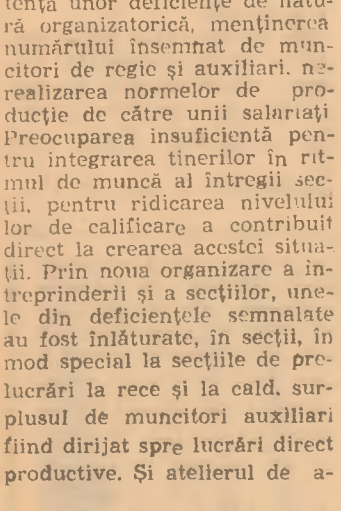 tența unor deficiențe de natu-
ră organizatorică, menținerea
numărului însemnat de mun-
citori de regie și auxiliari, ne-
realizarea normelor de pro-
ducție de către unii salariați
Preocuparea insuficientă pen-
tru integrarea tinerilor în rit-
mul de muncă al întregii sec-
ții, pentru ridicarea nivelului
lor de calificare a contribuit
direct la crearea acestei situa-
ții. Prin noua organizare a în-
treprinderii și a secțiilor, une-
le din deficiențele semnalate
au fost înlăturate, în secții, în
mod special la secțiile de pre-
lucrări la rece și la cald, sur-
plusul de muncitori auxiliari
fiind dirijat spre lucrări direct
productive. Și atelierul de a-